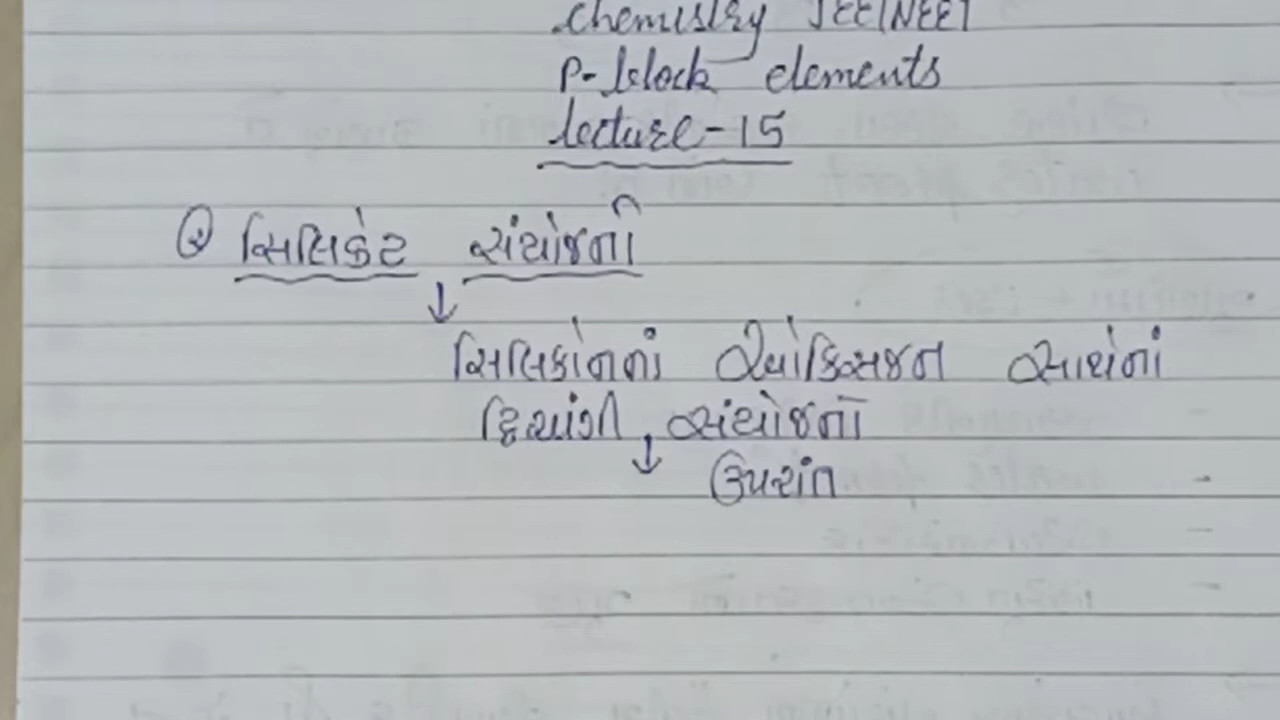 Chemistry JEE/NEET
P-block elements
lecture-15
② સિલિકેટ સંયોજનો
↓
સિલિકોનનાં ઓક્સિજન સાથેનાં
દ્વિઅંગી સંયોજનો
↓ ઉપરાંત